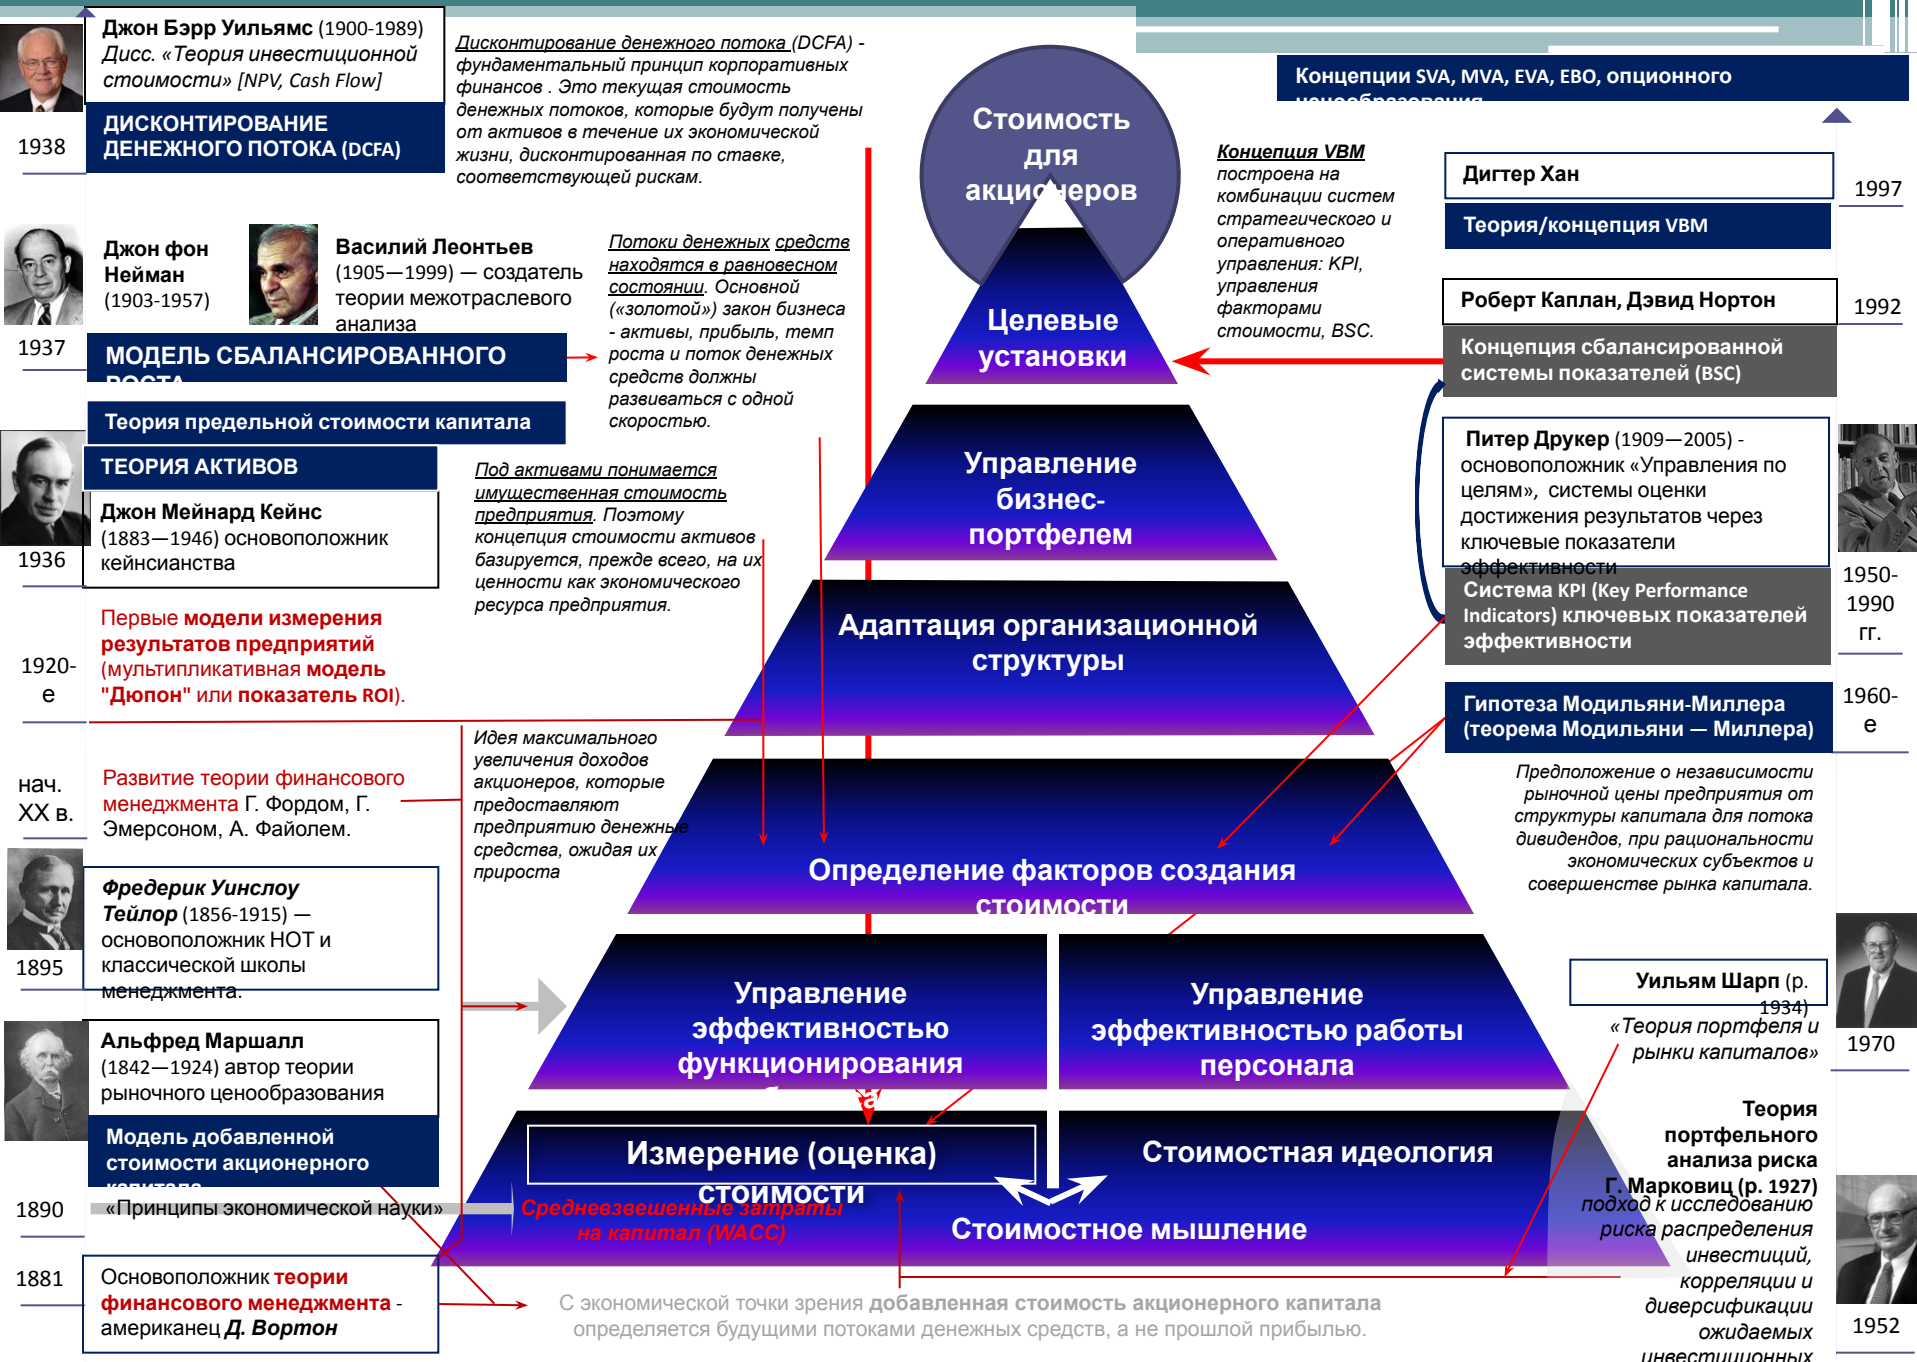 Джон Бэрр Уильямс (1900-1989)
Дисс. «Теория инвестиционной
стоимости» [NPV, Cash Flow]
ДИСКОНТИРОВАНИЕ
ДЕНЕЖНОГО ПОТОКА (DCFA)
1938
Дисконтирование денежного потока (DCFA) -
фундаментальный принцип корпоративных
финансов . Это текущая стоимость
денежных потоков, которые будут получены
от активов в течение их экономической
жизни, дисконтированная по ставке,
соответствующей рискам.
Джон фон
Нейман
(1903-1957)
Василий Леонтьев
(1905—1999) — создатель
теории межотраслевого
анализа
1937
МОДЕЛЬ СБАЛАНСИРОВАННОГО
РОСТА
Потоки денежных средств
находятся в равновесном
состоянии. Основной
(«золотой») закон бизнеса
- активы, прибыль, темп
роста и поток денежных
средств должны
развиваться с одной
скоростью.
Теория предельной стоимости капитала
ТЕОРИЯ АКТИВОВ
Джон Мейнард Кейнс
(1883—1946) основоположник
кейнсианства
1936
Под активами понимается
имущественная стоимость
предприятия. Поэтому
концепция стоимости активов
базируется, прежде всего, на их
ценности как экономического
ресурса предприятия.
Первые модели измерения
результатов предприятий
(мультипликативная модель
"Дюпон" или показатель ROI).
1920-
е
Идея максимального
увеличения доходов
акционеров, которые
предоставляют
предприятию денежные
средства, ожидая их
прироста
нач.
XX в.
Развитие теории финансового
менеджмента Г. Фордом, Г.
Эмерсоном, А. Файолем.
Фредерик Уинслоу
Тейлор (1856-1915) —
основоположник НОТ и
классической школы
менеджмента.
1895
Альфред Маршалл
(1842—1924) автор теории
рыночного ценообразования
Модель добавленной
стоимости акционерного
капитала
«Принципы экономической науки»
1890
1881
Основоположник теории
финансового менеджмента -
американец Д. Вортон
Стоимость
для
акционеров
Целевые
установки
Управление
бизнес-
портфелем
Адаптация организационной
структуры
Определение факторов создания
стоимости
Управление
эффективностью
функционирования
Управление
эффективностью работы
персонала
Измерение (оценка)
стоимости
Стоимостная идеология
Средневзвешенные затраты
на капитал (WACC)
Стоимостное мышление
С экономической точки зрения добавленная стоимость акционерного капитала
определяется будущими потоками денежных средств, а не прошлой прибылью.
Концепции SVA, MVA, EVA, EBO, опционного
ценообразования
Концепция VBM
построена на
комбинации систем
стратегического и
оперативного
управления: KPI,
управления
факторами
стоимости, BSC.
Дигтер Хан
Теория/концепция VBM
1997
Роберт Каплан, Дэвид Нортон
Концепция сбалансированной
системы показателей (BSC)
1992
Питер Друкер (1909—2005) -
основоположник «Управления по
целям», системы оценки
достижения результатов через
ключевые показатели
эффективности
Система KPI (Key Performance
Indicators) ключевых показателей
эффективности
1950-
1990
гг.
Гипотеза Модильяни-Миллера
(теорема Модильяни — Миллера)
1960-
е
Предположение о независимости
рыночной цены предприятия от
структуры капитала для потока
дивидендов, при рациональности
экономических субъектов и
совершенстве рынка капитала.
Уильям Шарп (р.
1934)
«Теория портфеля и
рынки капиталов»
1970
Теория
портфельного
анализа риска
Г. Марковиц (р. 1927)
подход к исследованию
риска распределения
инвестиций,
корреляции и
диверсификации
ожидаемых
инвестиционных
1952